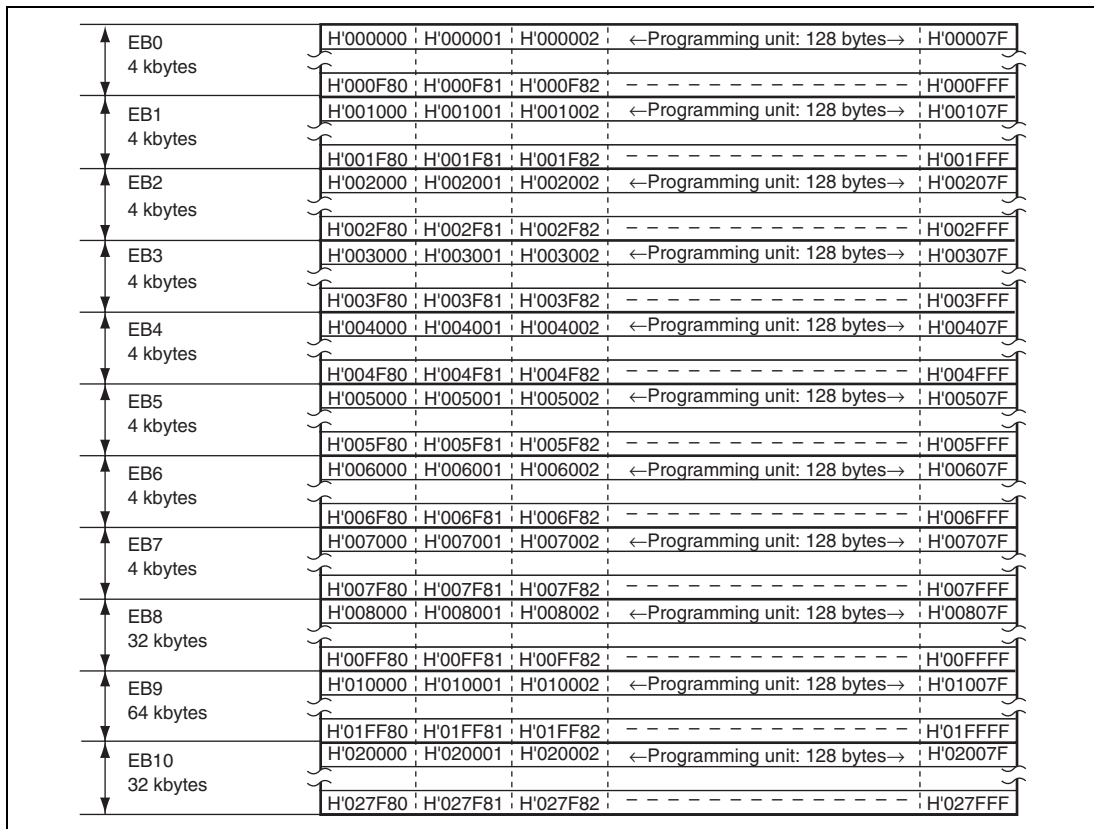 EB0
4 kbytes
H'000000 H'000001 H'000002 ←Programming unit: 128 bytes→ H'00007F
H'000F80 H'000F81 H'000F82 – – – – – – – – – – – – – – – H'000FFF
EB1
4 kbytes
H'001000 H'001001 H'001002 ←Programming unit: 128 bytes→ H'00107F
H'001F80 H'001F81 H'001F82 – – – – – – – – – – – – – – – H'001FFF
EB2
4 kbytes
H'002000 H'002001 H'002002 ←Programming unit: 128 bytes→ H'00207F
H'002F80 H'002F81 H'002F82 – – – – – – – – – – – – – – – H'002FFF
EB3
4 kbytes
H'003000 H'003001 H'003002 ←Programming unit: 128 bytes→ H'00307F
H'003F80 H'003F81 H'003F82 – – – – – – – – – – – – – – – H'003FFF
EB4
4 kbytes
H'004000 H'004001 H'004002 ←Programming unit: 128 bytes→ H'00407F
H'004F80 H'004F81 H'004F82 – – – – – – – – – – – – – – – H'004FFF
EB5
4 kbytes
H'005000 H'005001 H'005002 ←Programming unit: 128 bytes→ H'00507F
H'005F80 H'005F81 H'005F82 – – – – – – – – – – – – – – – H'005FFF
EB6
4 kbytes
H'006000 H'006001 H'006002 ←Programming unit: 128 bytes→ H'00607F
H'006F80 H'006F81 H'006F82 – – – – – – – – – – – – – – – H'006FFF
EB7
4 kbytes
H'007000 H'007001 H'007002 ←Programming unit: 128 bytes→ H'00707F
H'007F80 H'007F81 H'007F82 – – – – – – – – – – – – – – – H'007FFF
EB8
32 kbytes
H'008000 H'008001 H'008002 ←Programming unit: 128 bytes→ H'00807F
H'00FF80 H'00FF81 H'00FF82 – – – – – – – – – – – – – – – H'00FFFF
EB9
64 kbytes
H'010000 H'010001 H'010002 ←Programming unit: 128 bytes→ H'01007F
H'01FF80 H'01FF81 H'01FF82 – – – – – – – – – – – – – – – H'01FFFF
EB10
32 kbytes
H'020000 H'020001 H'020002 ←Programming unit: 128 bytes→ H'02007F
H'027F80 H'027F81 H'027F82 – – – – – – – – – – – – – – – H'027FFF